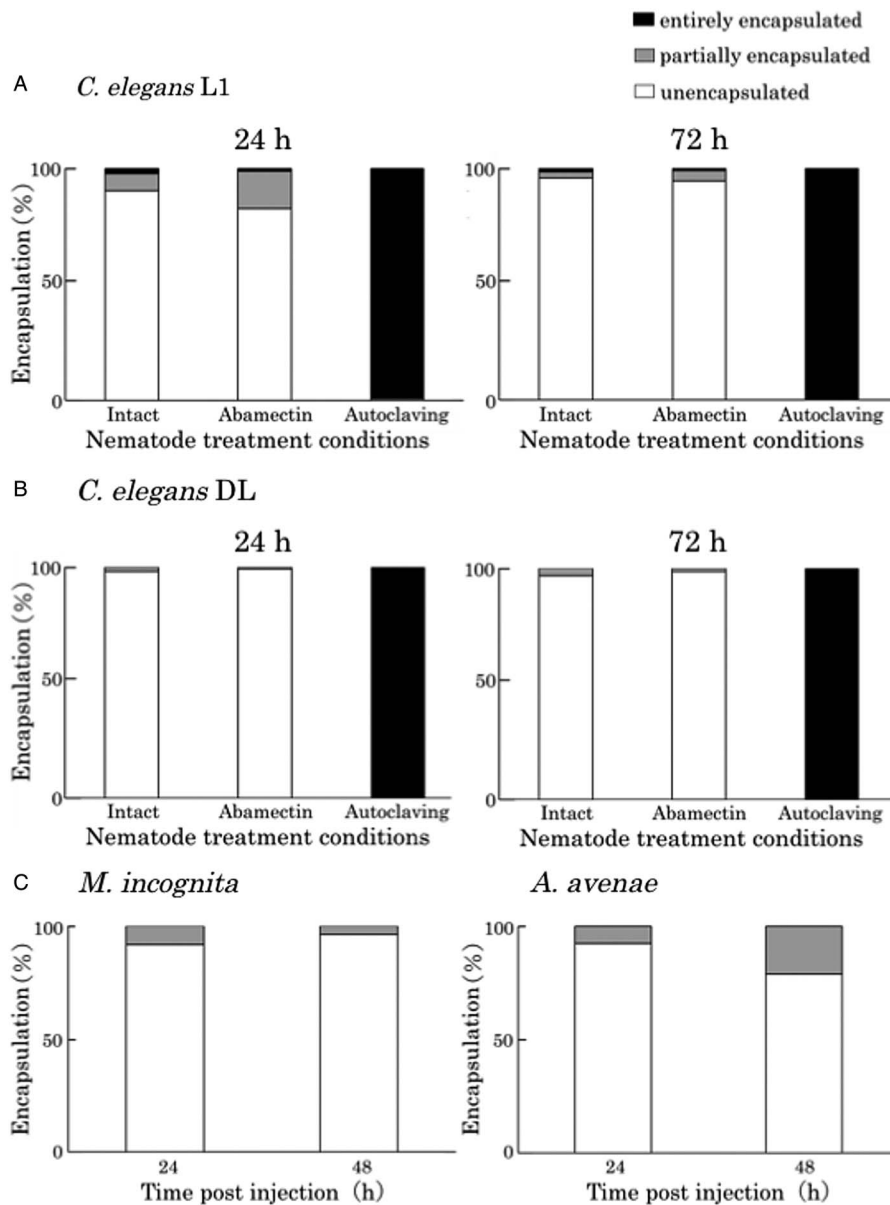 entirely encapsulated
partially encapsulated
unencapsulated
A C. elegans L1
24 h
72 h
100
50
0
Encapsulation (%)
Intact Abamectin Autoclaving
Nematode treatment conditions
100
50
0
Intact Abamectin Autoclaving
Nematode treatment conditions
B C. elegans DL
24 h
72 h
100
50
0
Encapsulation (%)
Intact Abamectin Autoclaving
Nematode treatment conditions
100
50
0
Intact Abamectin Autoclaving
Nematode treatment conditions
C M. incognita
A. avenae
100
50
0
Encapsulation (%)
24 48
Time post injection (h)
100
50
0
Encapsulation (%)
24 48
Time post injection (h)